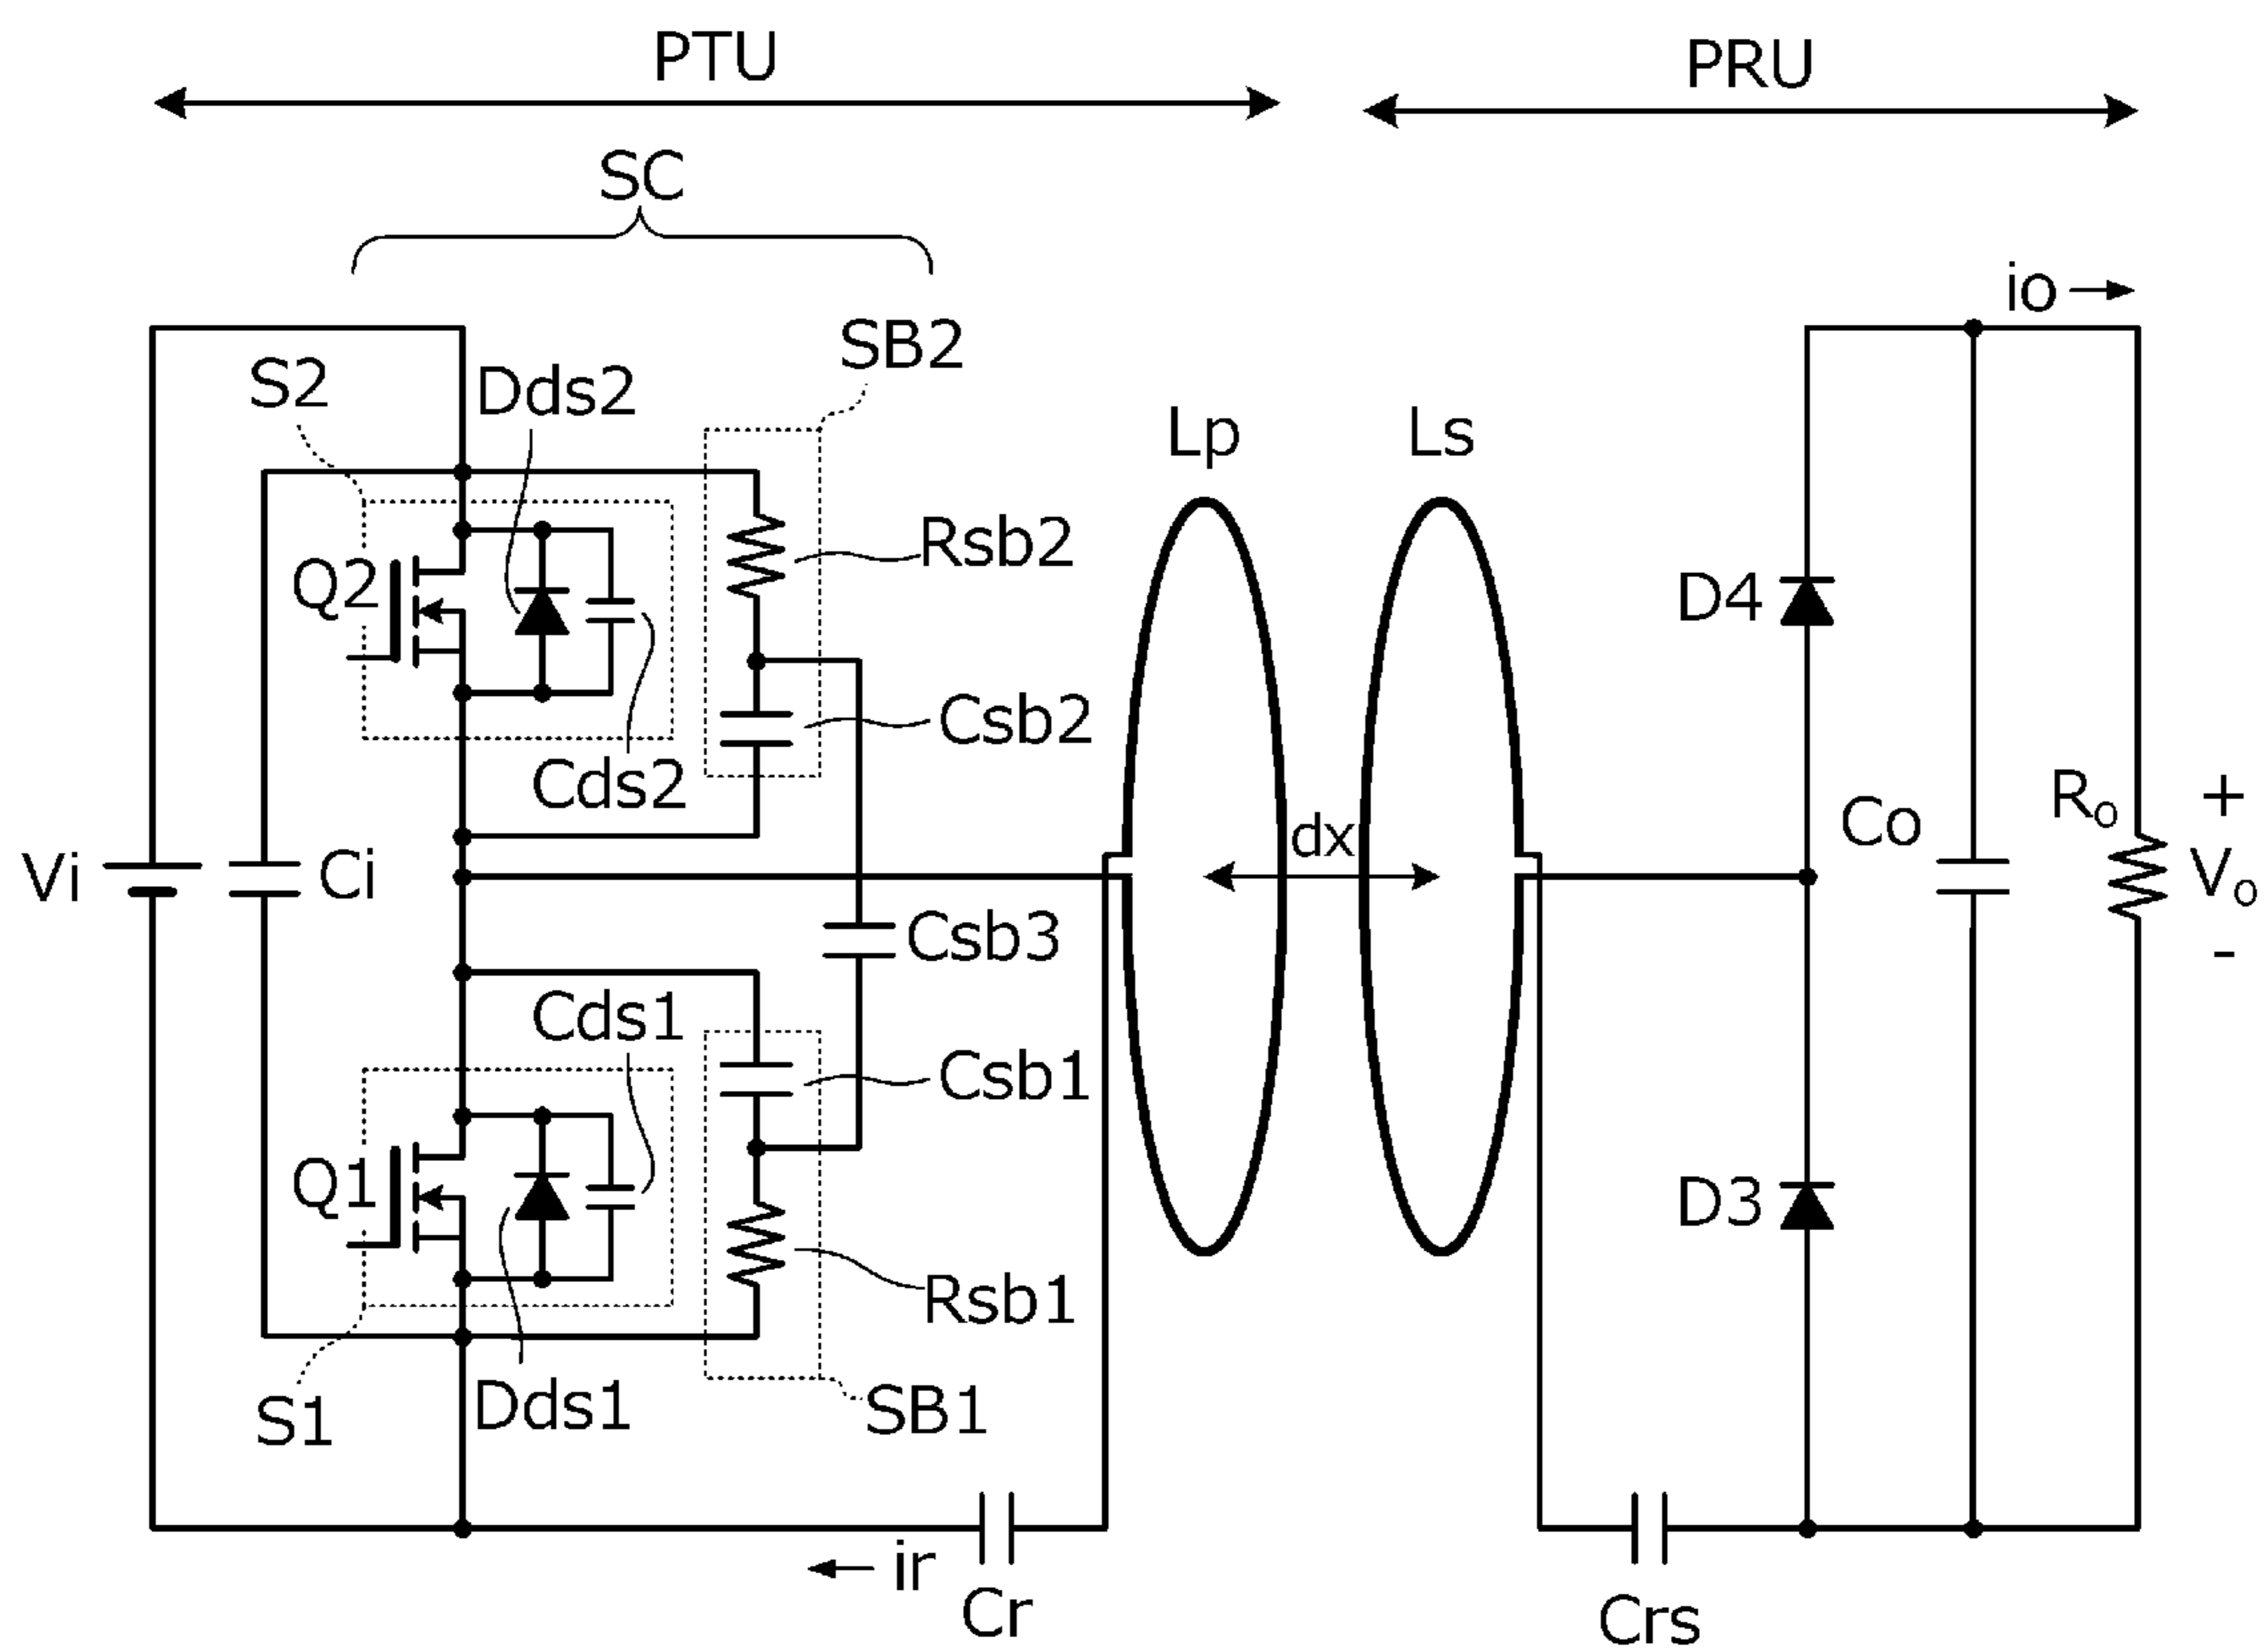 PTU
PRU
SC
io
SB2
S2
Dds2
Lp
Ls
Rsb2
Q2
D4
Csb2
Cds2
Ro
+
Co
dx
Vi
Ci
Vo
Csb3
-
Cds1
Csb1
Q1
D3
Rsb1
Dds1
SB1
S1
ir
Cr
Crs